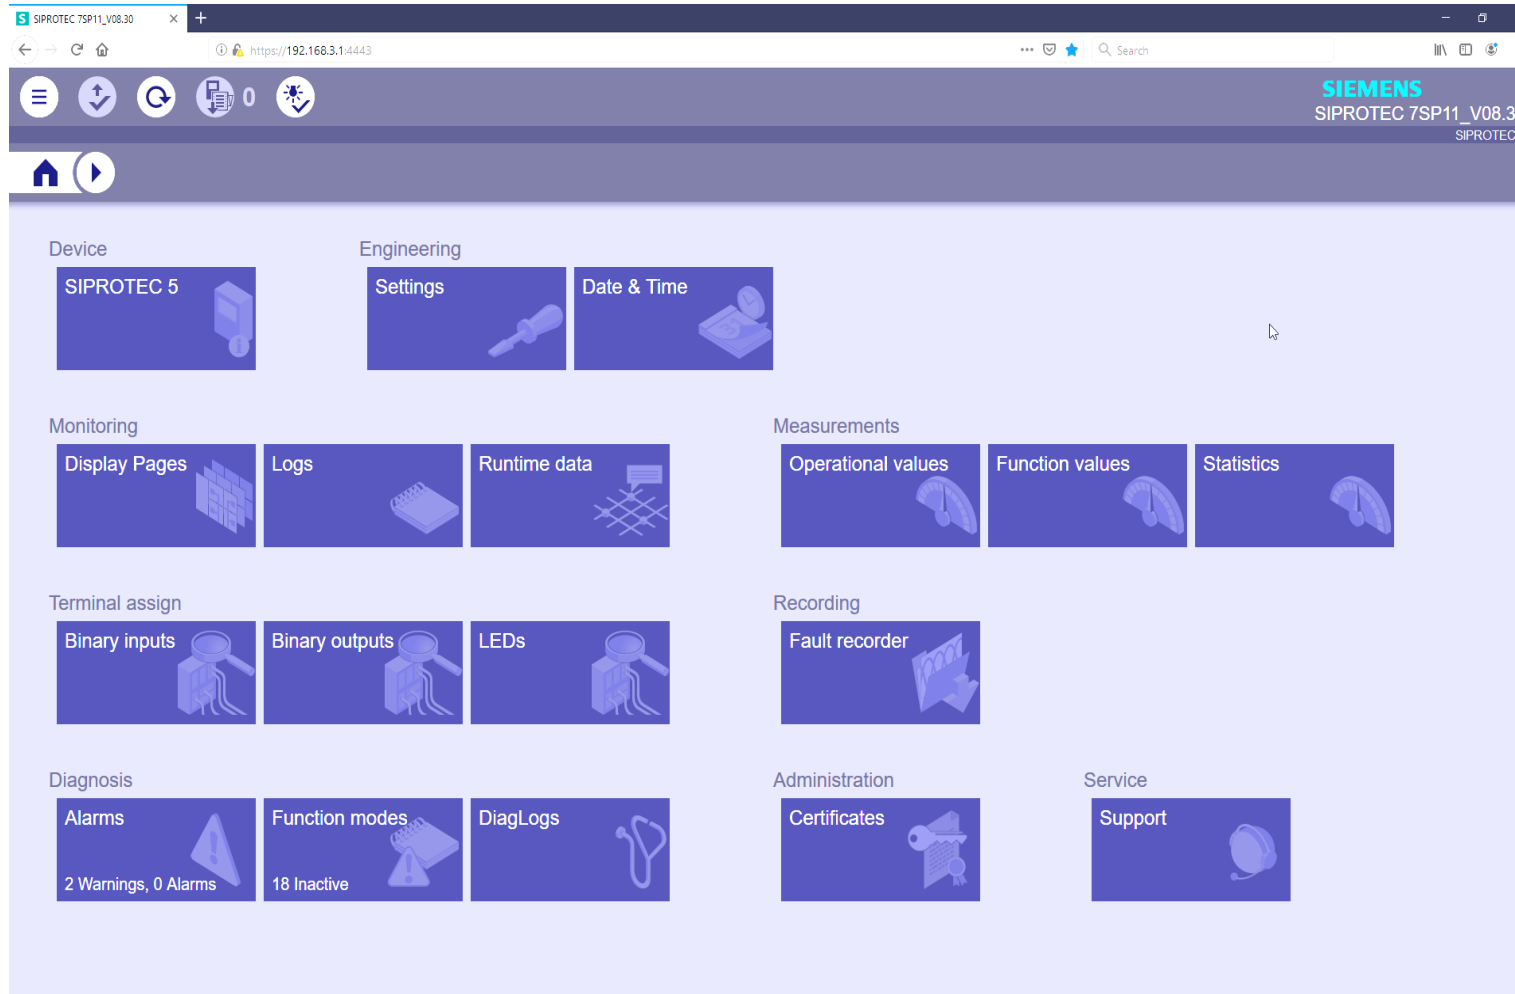 SIPROTEC 7SP11_V08.30
https://192.168.3.1:4443
Search
0
SIEMENS
SIPROTEC 7SP11_V08.3
SIPROTEC
Device
Engineering
SIPROTEC 5
Settings
Date & Time
Monitoring
Measurements
Display Pages
Logs
Runtime data
Operational values
Function values
Statistics
Terminal assign
Recording
Binary inputs
Binary outputs
LEDs
Fault recorder
Diagnosis
Administration
Service
Alarms
2 Warnings, 0 Alarms
Function modes
18 Inactive
DiagLogs
Certificates
Support